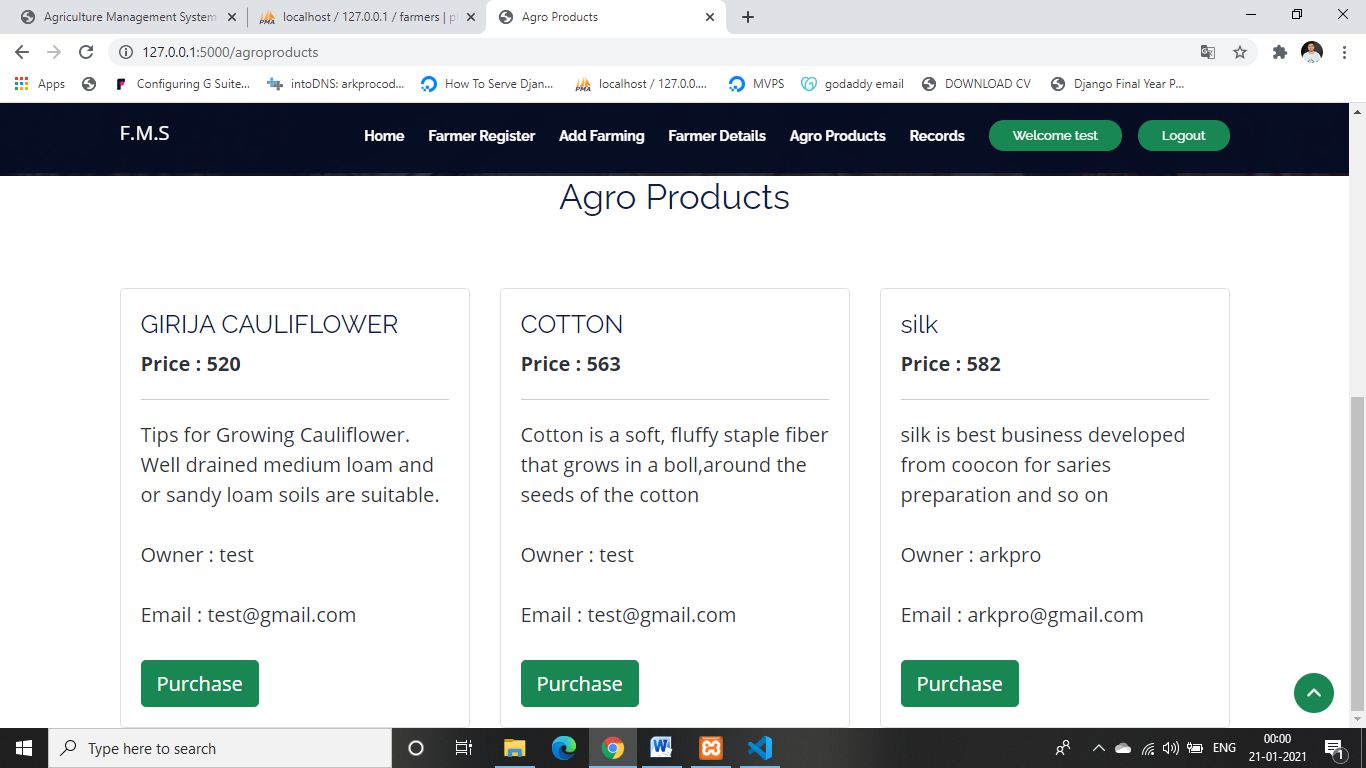 Agriculture Management System
localhost / 127.0.0.1 / farmers | p
Agro Products
127.0.0.1:5000/agroproducts
Apps
Configuring G Suite...
intoDNS: arkprocod...
How To Serve Djan...
localhost / 127.0.0....
MVPS
godaddy email
DOWNLOAD CV
Django Final Year P...
F.M.S
Home
Farmer Register
Add Farming
Farmer Details
Agro Products
Records
Welcome test
Logout
Agro Products
GIRIJA CAULIFLOWER
Price : 520
Tips for Growing Cauliflower.
Well drained medium loam and
or sandy loam soils are suitable.
Owner : test
Email : test@gmail.com
Purchase
COTTON
Price : 563
Cotton is a soft, fluffy staple fiber
that grows in a boll,around the
seeds of the cotton
Owner : test
Email : test@gmail.com
Purchase
silk
Price : 582
silk is best business developed
from coocon for saries
preparation and so on
Owner : arkpro
Email : arkpro@gmail.com
Purchase
Type here to search
ENG
00:00
21-01-2021
1